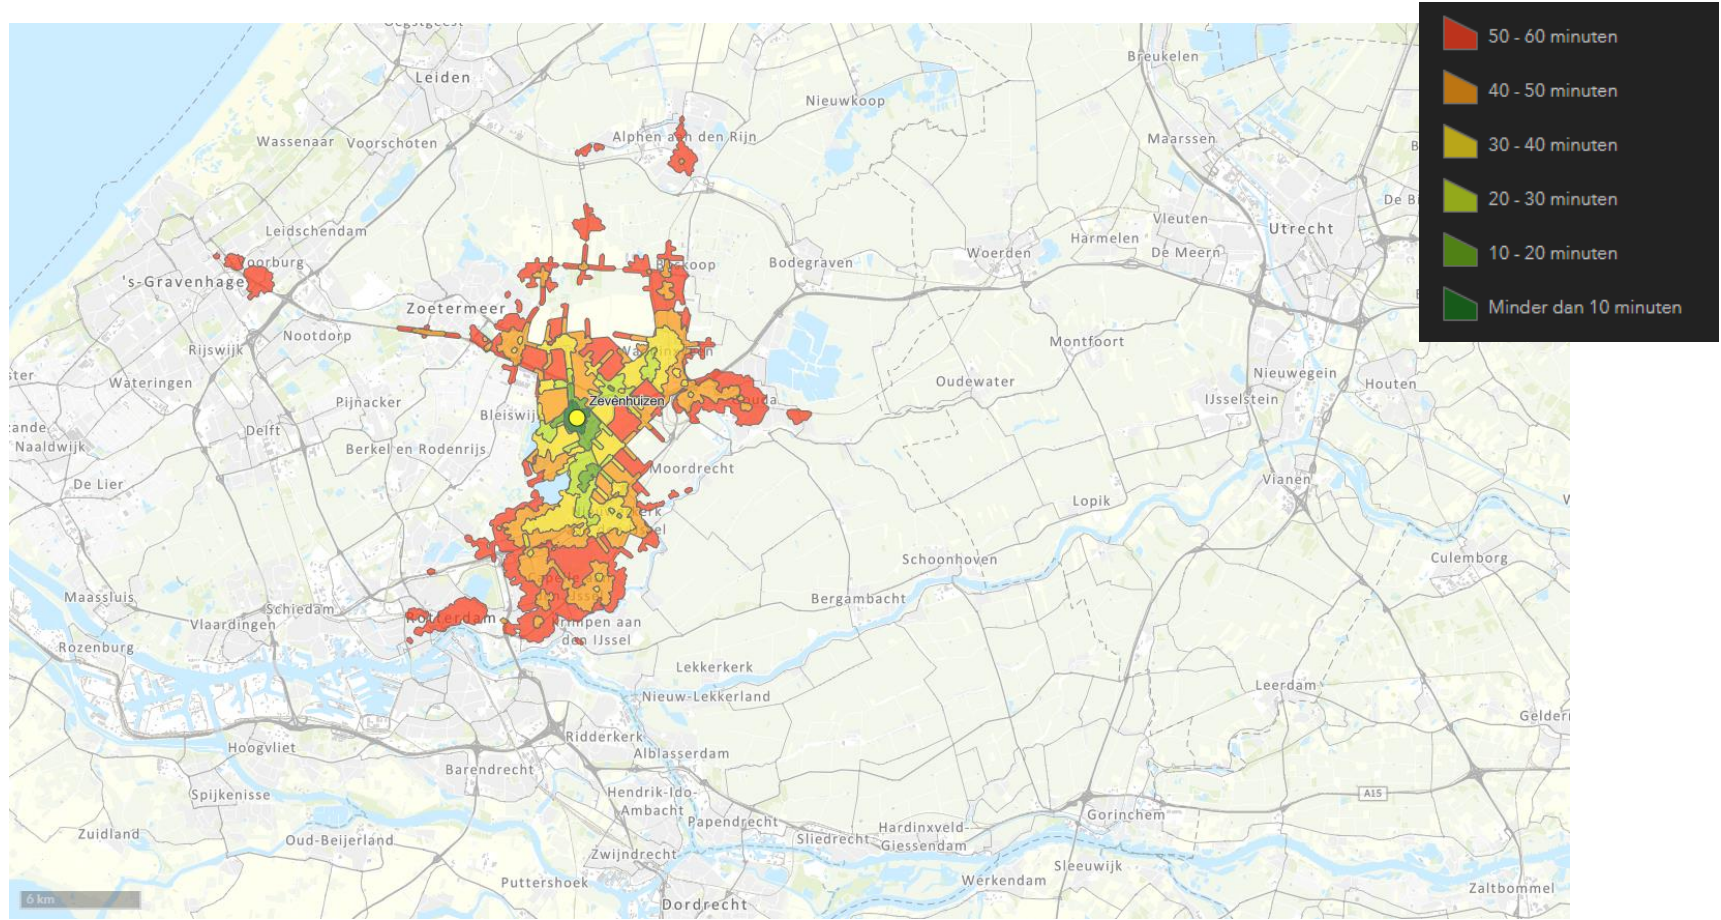 50 - 60 minuten
40 - 50 minuten
30 - 40 minuten
20 - 30 minuten
10 - 20 minuten
Minder dan 10 minuten
Leiden
Breukelen
Nieuwkoop
Alphen aan den Rijn
Maarssen
Wassenaar
Voorschoten
Leidschendam
Vleuten
Utrecht
Harmelen
De Meern
Woerden
Bodegraven
's-Gravenhage
Zoetermeer
Nootdorp
Rijswijk
Montfoort
Nieuwegein
Houten
Wateringen
Oudewater
IJsselstein
Pijnacker
Zevenhuizen
Delft
Naaldwijk
Berkel en Rodenrijs
Moordrecht
De Lier
Vianen
Lopik
Schoonhoven
Culemborg
Maassluis
Schiedam
Bergambacht
Vlaardingen
Rotterdam
den IJssel
Rozenburg
Lekkerkerk
Nieuw-Lekkerland
Leerdam
Ridderkerk
Hoogvliet
Alblasserdam
Barendrecht
Spijkenisse
Hendrik-Ido-
Ambacht
A15
Papendrecht
Gorinchem
Zuidland
Oud-Beijerland
Sliedrecht
Hardinxveld-
Giessendam
Zwijndrecht
Sleeuwijk
Puttershoek
Werkendam
Zaltbommel
6 km
Dordrecht